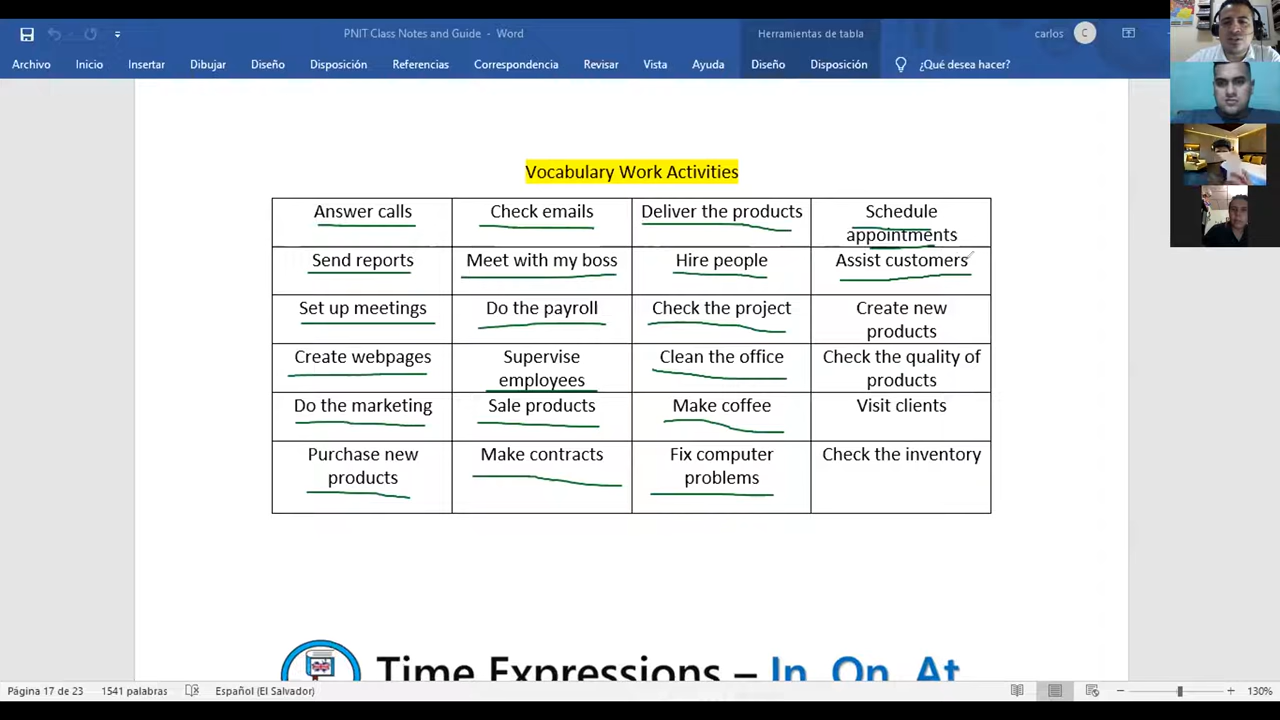 PNIT Class Notes and Guide - Word
Herramientas de tabla
carlos
C
Archivo
Inicio
Insertar
Dibujar
Diseño
Disposición
Referencias
Correspondencia
Revisar
Vista
Ayuda
Diseño
Disposición
¿Qué desea hacer?
Vocabulary Work Activities
Answer calls
Check emails
Deliver the products
Schedule
appointments
Send reports
Meet with my boss
Hire people
Assist customers
Set up meetings
Do the payroll
Check the project
Create new
products
Create webpages
Supervise
employees
Clean the office
Check the quality of
products
Do the marketing
Sale products
Make coffee
Visit clients
Purchase new
products
Make contracts
Fix computer
problems
Check the inventory
Time Expressions – In, On, At
Página 17 de 23
1541 palabras
Español (El Salvador)
130%